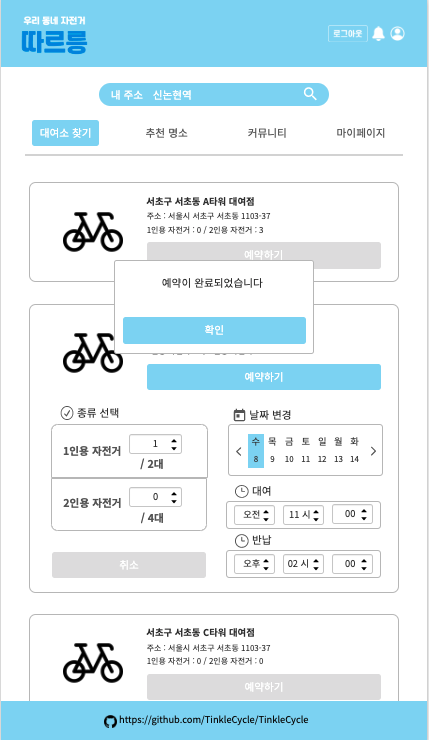 우리 동네 자전거
따르릉
로그아웃
내 주소 신논현역
대여소 찾기 추천 명소 커뮤니티 마이페이지
서초구 서초동 A타워 대여점
주소 : 서울시 서초구 서초동 1103-37
1인용 자전거 : 0 / 2인용 자전거 : 3
예약하기
예약이 완료되었습니다
확인
예약하기
종류 선택
1인용 자전거 1
/ 2대
2인용 자전거 0
/ 4대
취소
날짜 변경
수 목 금 토 일 월 화
8 9 10 11 12 13 14
대여
오전 11 시 00
반납
오후 02 시 00
서초구 서초동 C타워 대여점
주소 : 서울시 서초구 서초동 1103-37
1인용 자전거 : 0 / 2인용 자전거 : 0
예약하기
https://github.com/TinkleCycle/TinkleCycle